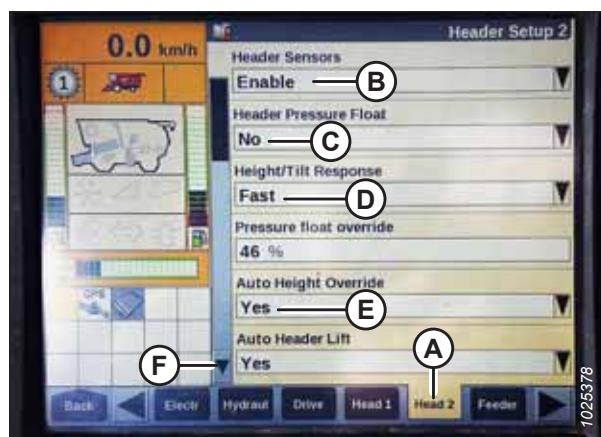 0.0 km/h
Header Setup 2
1
Header Sensors
Enable
B
Header Pressure Float
No
C
Height/Tilt Response
Fast
D
Pressure float override
46 %
Auto Height Override
Yes
E
Auto Header Lift
Yes
F
A
GPS
Back
Electr
Hydraul
Drive
Head 1
Head 2
Feeder
1025378